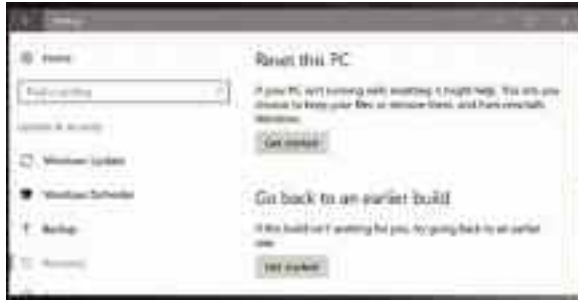 Settings
Home
Find a setting
Update & security
Windows Update
Windows Defender
Backup
Recovery
Reset this PC
If your PC isn't running well, resetting it might help. This lets you
choose to keep your files or remove them, and then reinstalls
Windows.
Get started
Go back to an earlier build
If this build isn't working for you, try going back to an earlier
one.
Get started